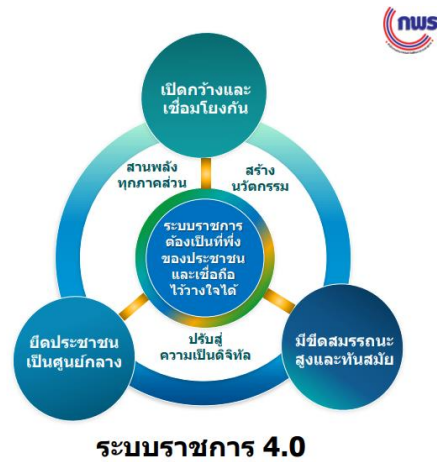 กพร
เปิดกว้างและ
เชื่อมโยงกัน
สานพลัง
ทุกภาคส่วน
สร้าง
นวัตกรรม
ระบบราชการ
ต้องเป็นที่พึ่ง
ของประชาชน
และเชื่อถือ
ไว้วางใจได้
ยึดประชาชน
เป็นศูนย์กลาง
ปรับสู่
ความเป็นดิจิทัล
มีขีดสมรรถนะ
สูงและทันสมัย
ระบบราชการ 4.0